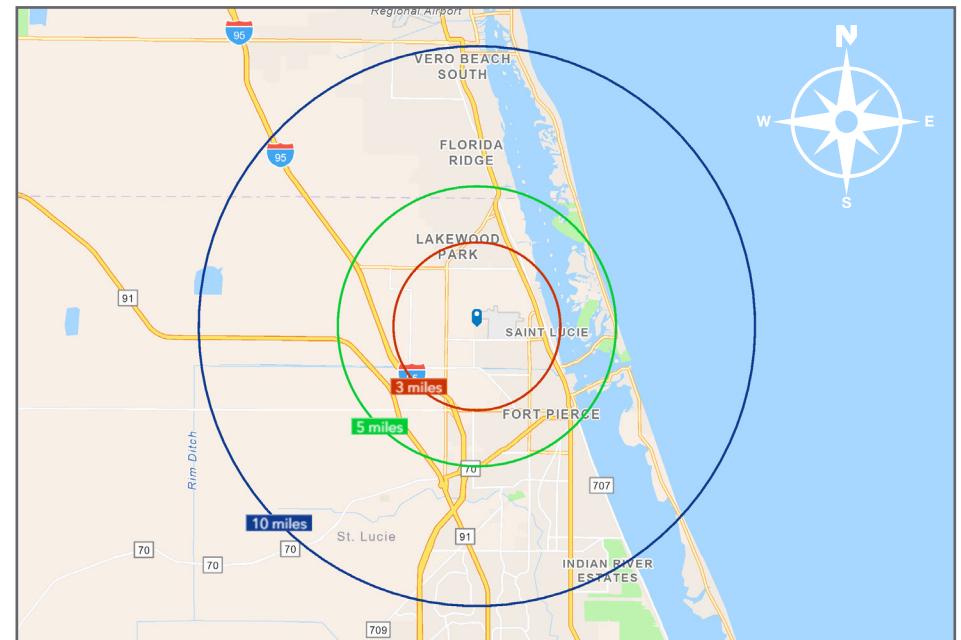 Regional Airport
95
N
VERO BEACH
SOUTH
W
E
FLORIDA
RIDGE
95
S
LAKEWOOD
PARK
91
SAINT LUCIE
3 miles
FORT PIERCE
5 miles
Rim Ditch
70
707
10 miles
St. Lucie
91
70
70
70
INDIAN RIVER
ESTATES
709